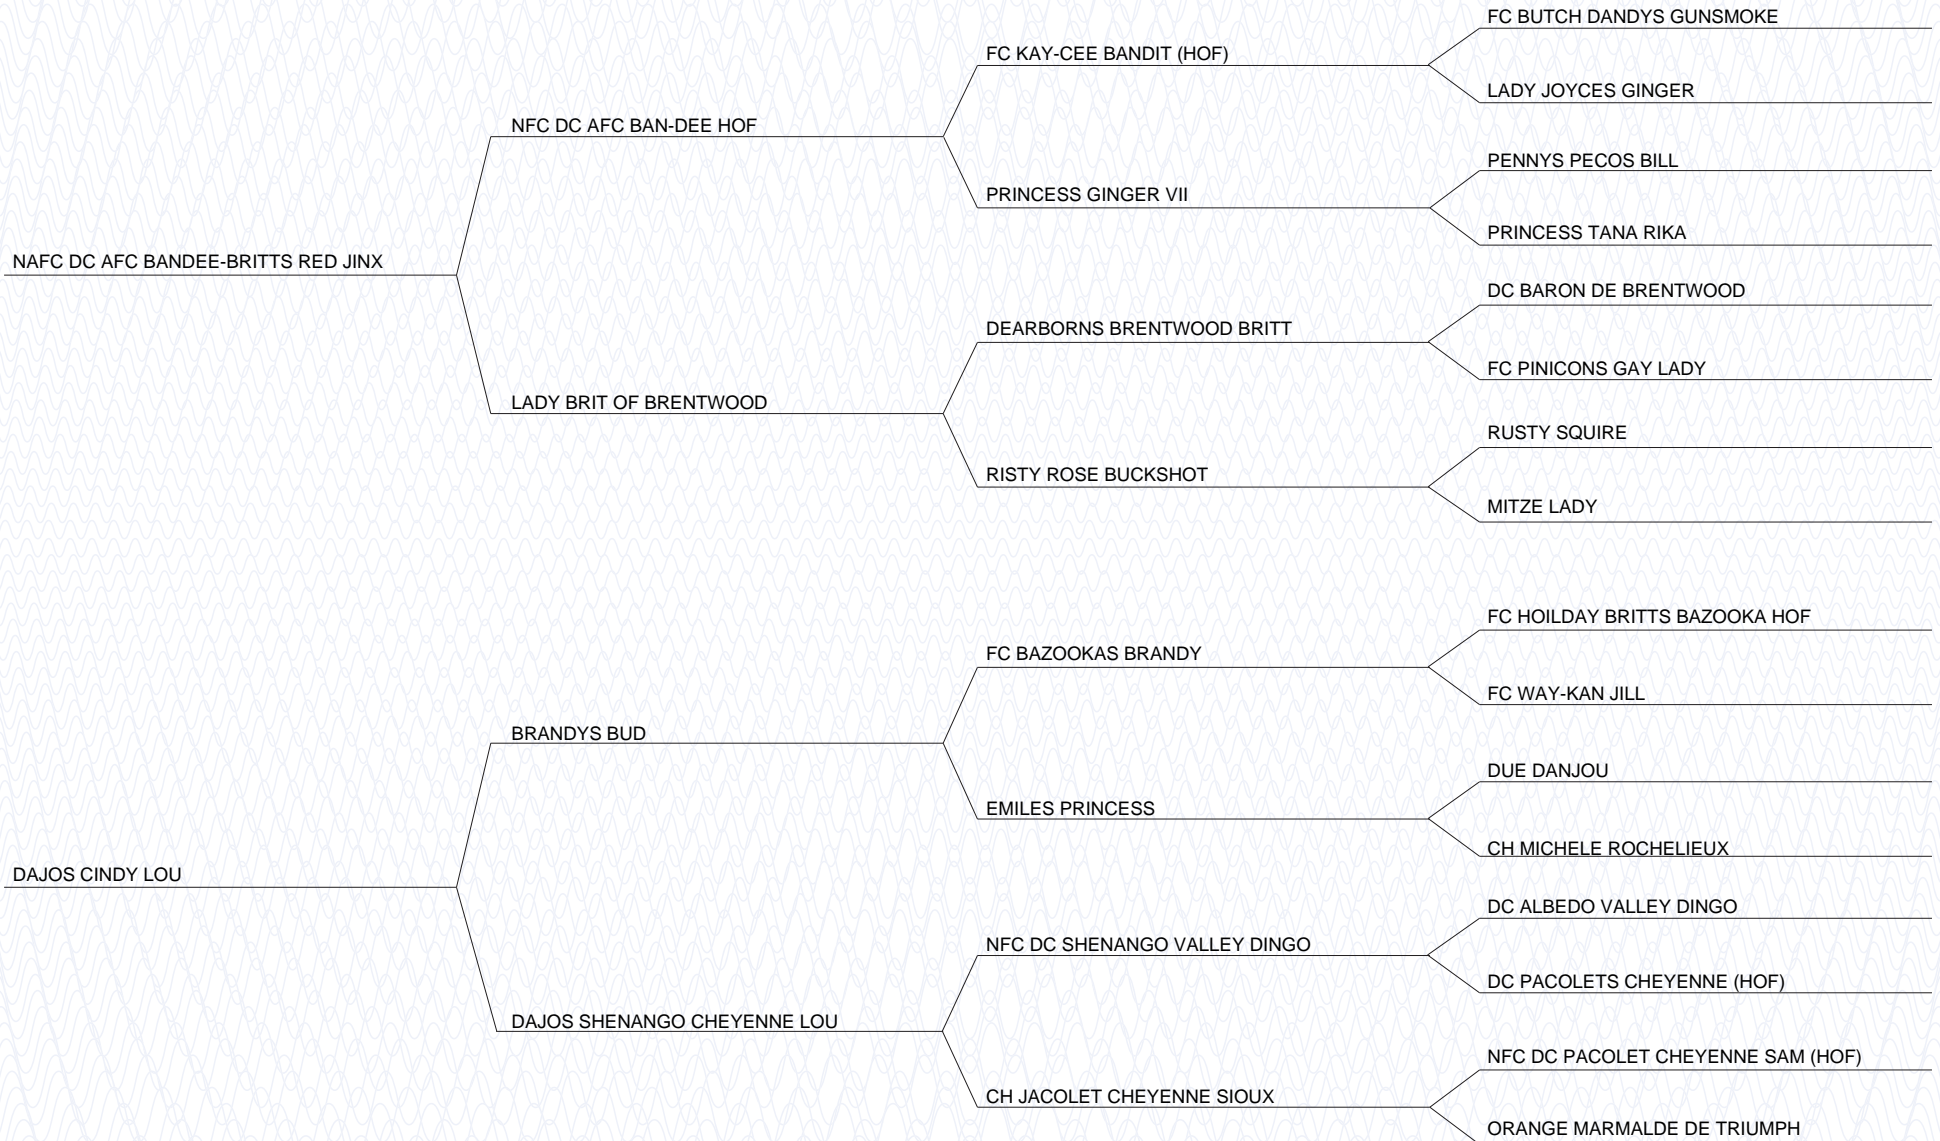 FC BUTCH DANDYS GUNSMOKE
FC KAY-CEE BANDIT (HOF)
LADY JOYCES GINGER
NFC DC AFC BAN-DEE HOF
PENNYS PECOS BILL
PRINCESS GINGER VII
PRINCESS TANA RIKA
NAFC DC AFC BANDEE-BRITTS RED JINX
DC BARON DE BRENTWOOD
DEARBORNS BRENTWOOD BRITT
FC PINICONS GAY LADY
LADY BRIT OF BRENTWOOD
RUSTY SQUIRE
RISTY ROSE BUCKSHOT
MITZE LADY
FC HOILDAY BRITTS BAZOOKA HOF
FC BAZOOKAS BRANDY
FC WAY-KAN JILL
BRANDYS BUD
DUE DANJOU
EMILES PRINCESS
CH MICHELE ROCHELIEUX
DAJOS CINDY LOU
DC ALBEDO VALLEY DINGO
NFC DC SHENANGO VALLEY DINGO
DC PACOLETS CHEYENNE (HOF)
DAJOS SHENANGO CHEYENNE LOU
NFC DC PACOLET CHEYENNE SAM (HOF)
CH JACOLET CHEYENNE SIOUX
ORANGE MARMALDE DE TRIUMPH